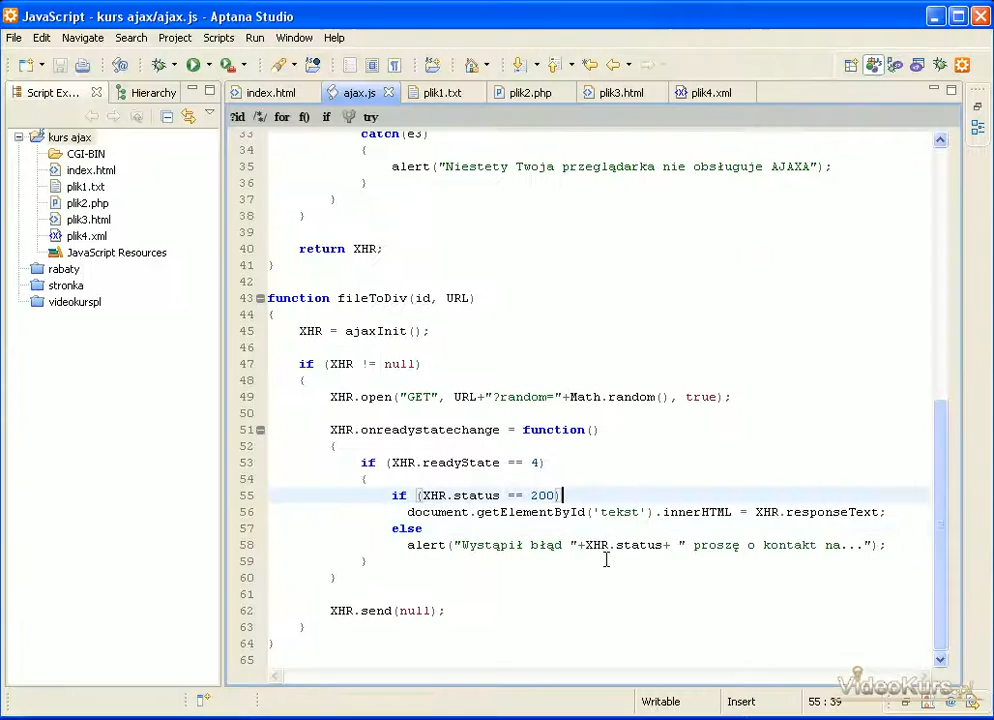 JavaScript - kurs ajax/ajax.js - Aptana Studio
File Edit Navigate Search Project Scripts Run Window Help
Script Ex... Hierarchy
index.html ajax.js plik1.txt plik2.php plik3.html plik4.xml
?id /*/ for f() if try
kurs ajax
CGI-BIN
index.html
plik1.txt
plik2.php
plik3.html
plik4.xml
JavaScript Resources
rabaty
stronka
videokurspl
33 catch(e3)
34 {
35 alert("Niestety Twoja przeglądarka nie obsługuje AJAXA");
36 }
37 }
38 }
39
40 return XHR;
41 }
42
43 function fileToDiv(id, URL)
44 {
45 XHR = ajaxInit();
46
47 if (XHR != null)
48 {
49 XHR.open("GET", URL+"?random="+Math.random(), true);
50
51 XHR.onreadystatechange = function()
52 {
53 if (XHR.readyState == 4)
54 {
55 if (XHR.status == 200)
56 document.getElementById('tekst').innerHTML = XHR.responseText;
57 else
58 alert("Wystąpił błąd "+XHR.status+ " proszę o kontakt na...");
59 }
60 }
61
62 XHR.send(null);
63 }
64 }
65
Writable Insert 55 : 39
VideoKurs.pl